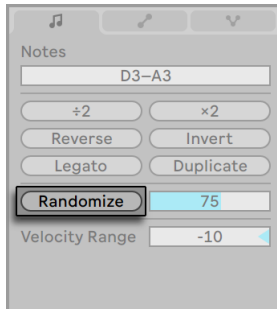 Notes
D3–A3
÷2 ×2
Reverse Invert
Legato Duplicate
Randomize 75
Velocity Range -10